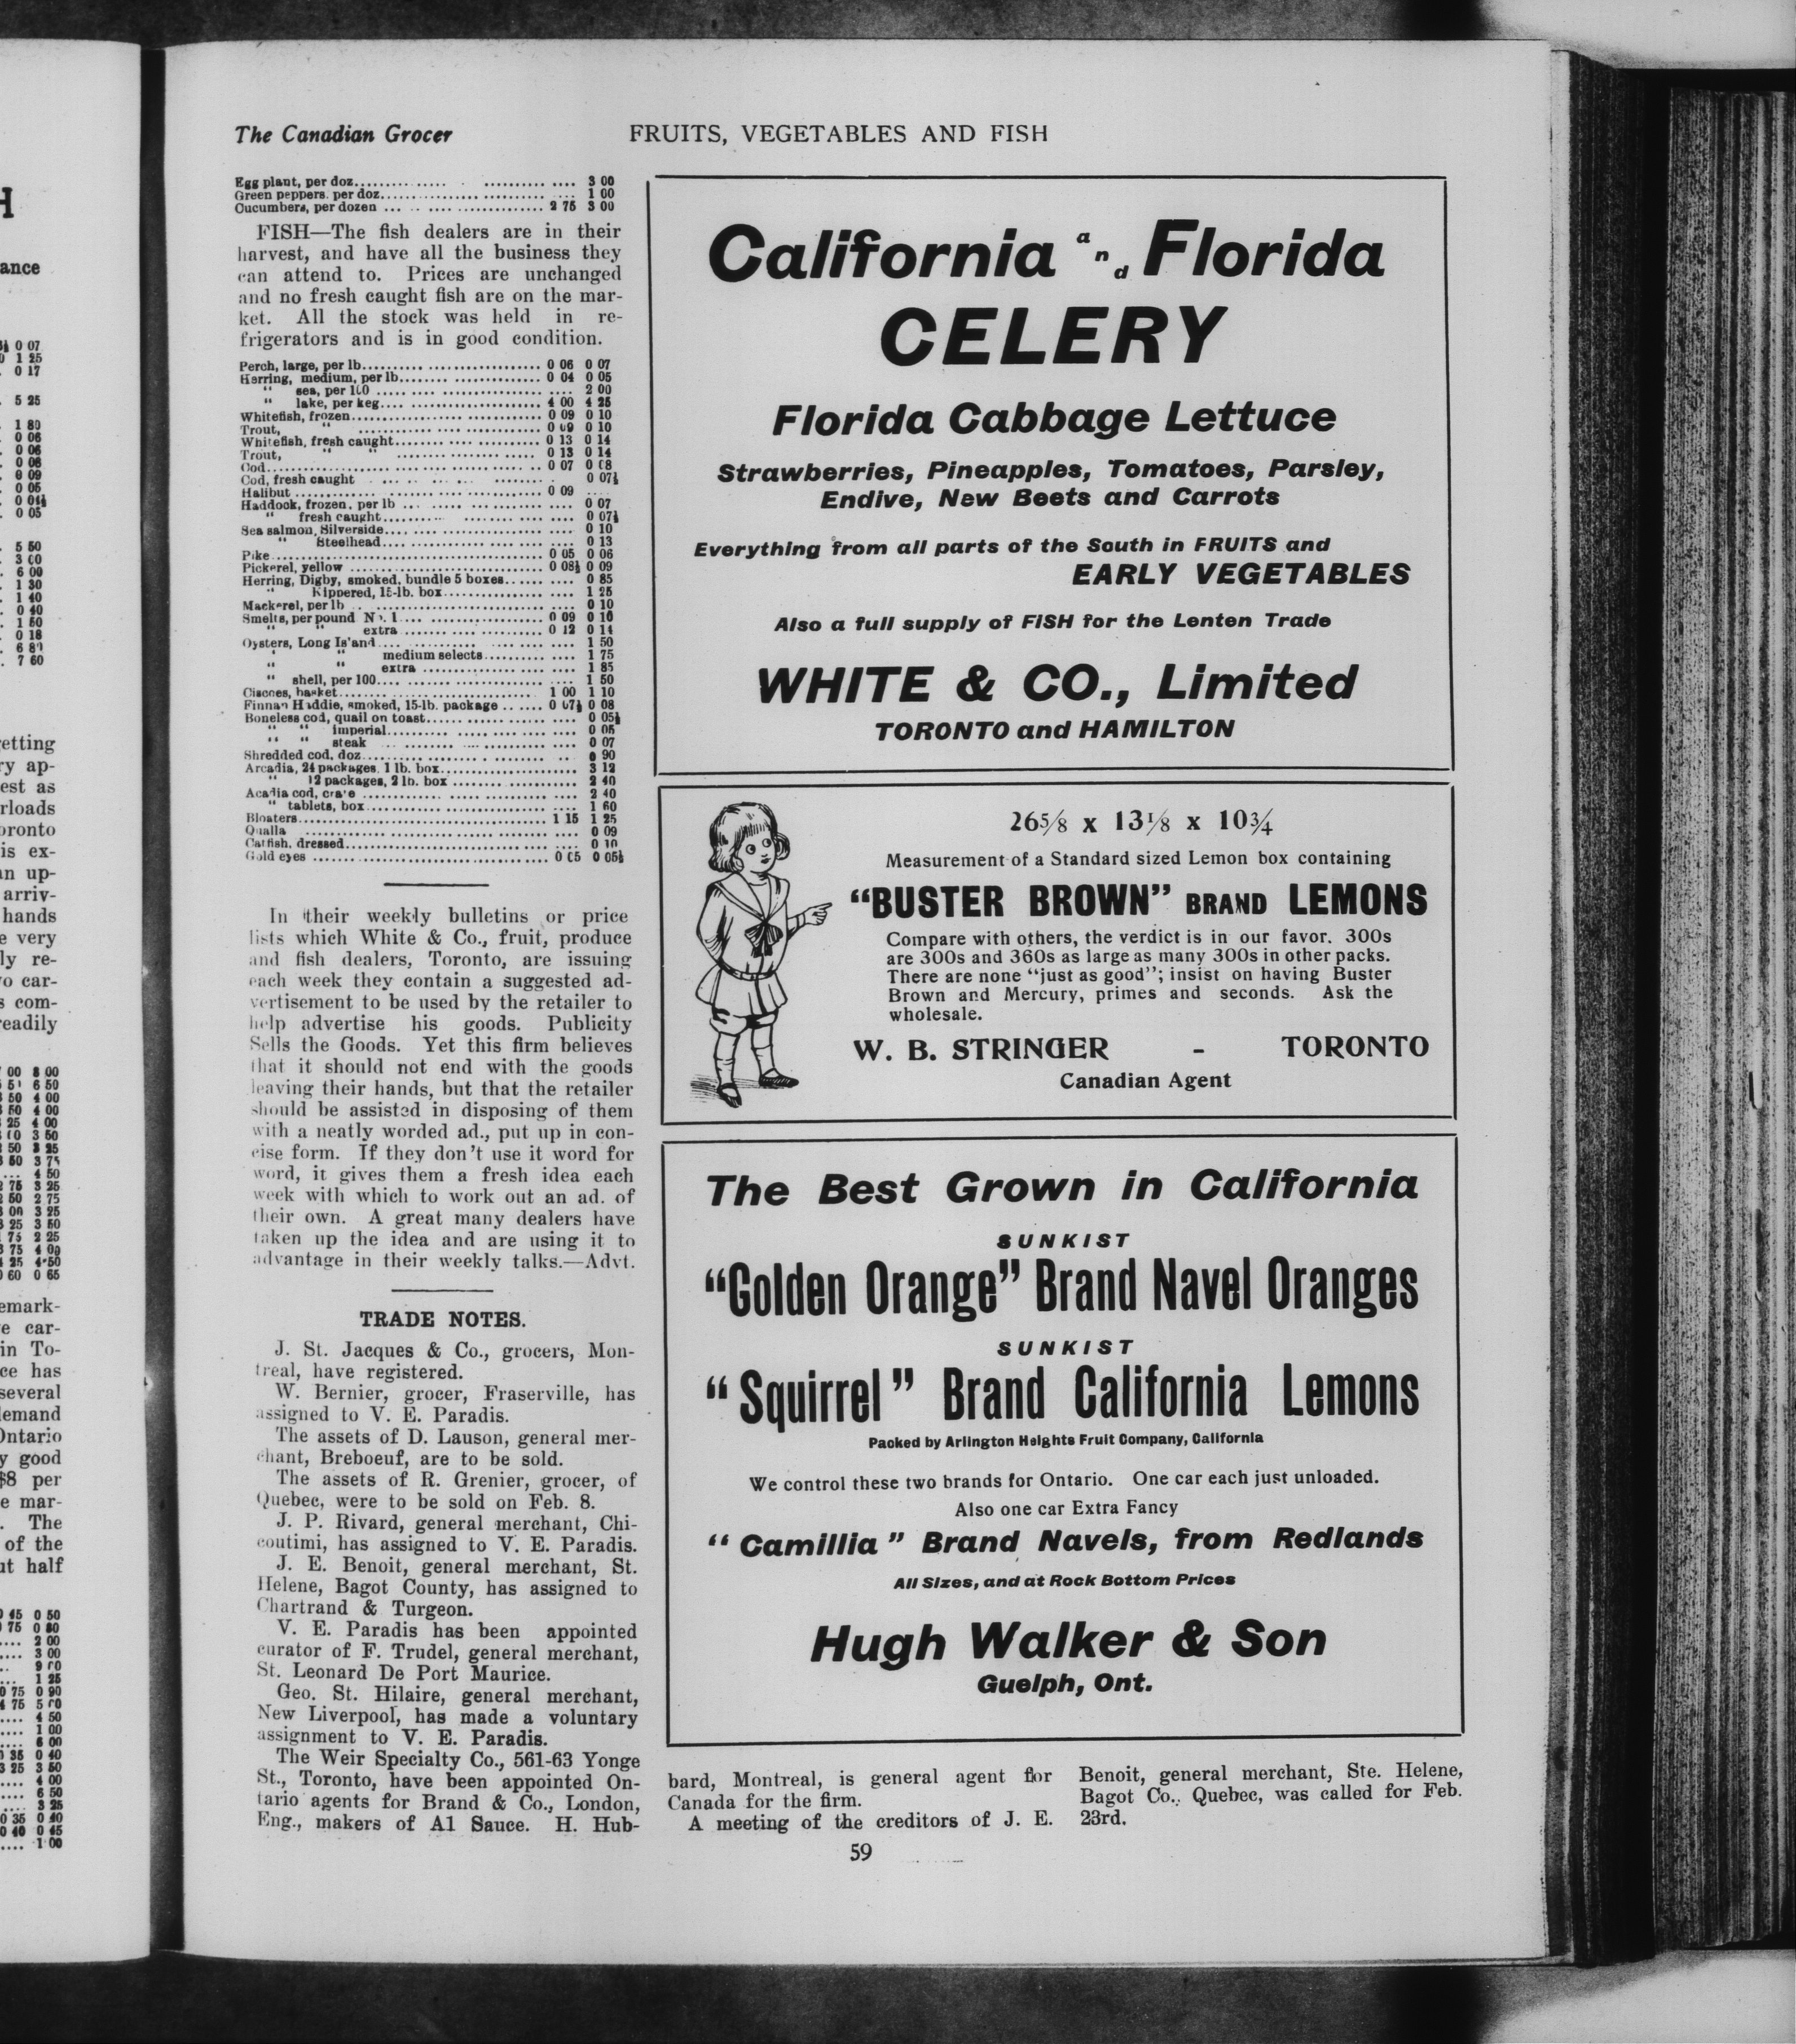 The Canadian Grocer
FRUITS, VEGETABLES AND FISH
Egg plant, per doz. 3 00
Green peppers, per doz. 1 00
Cucumbers, per dozen 2 75 3 00
FISH—The fish dealers are in their
harvest, and have all the business they
can attend to. Prices are unchanged
and no fresh caught fish are on the mar-
ket. All the stock was held in re-
frigerators and is in good condition.
Perch, large, per lb. 0 06 0 07
Herring, medium, per lb. 0 04 0 05
" sea, per 100 2 00
" lake, per keg 4 00 4 25
Whitefish, frozen 0 09 0 10
Trout, " 0 09 0 10
Whitefish, fresh caught 0 13 0 14
Trout, " " 0 13 0 14
Cod 0 07 0 08
Cod, fresh caught 0 07½
Halibut 0 09
Haddock, frozen, per lb 0 07
" fresh caught 0 07½
Sea salmon, Silverside 0 10
" Steelhead 0 13
Pike 0 05 0 06
Pickerel, yellow 0 08½ 0 09
Herring, Digby, smoked, bundle 5 boxes 0 85
" Kippered, 15-lb. box 1 25
Mackerel, per lb 0 10
Smelts, per pound No. 1 0 09 0 10
" " extra 0 12 0 14
Oysters, Long Island 1 50
" " medium selects 1 75
" " extra 1 85
" shell, per 100 1 50
Ciscoes, basket 1 00 1 10
Finnan Haddie, smoked, 15-lb. package 0 07½ 0 08
Boneless cod, quail on toast 0 05½
" " imperial 0 05
" " steak 0 07
Shredded cod, doz 0 90
Arcadia, 24 packages, 1 lb. box 3 12
" 12 packages, 2 lb. box 2 40
Acadia cod, crate 2 40
" tablets, box 1 60
Bloaters 1 15 1 25
Qualla 0 09
Catfish, dressed 0 10
Gold eyes 0 05 0 05½
In their weekly bulletins or price
lists which White & Co., fruit, produce
and fish dealers, Toronto, are issuing
each week they contain a suggested ad-
vertisement to be used by the retailer to
help advertise his goods. Publicity
Sells the Goods. Yet this firm believes
that it should not end with the goods
leaving their hands, but that the retailer
should be assisted in disposing of them
with a neatly worded ad., put up in con-
cise form. If they don't use it word for
word, it gives them a fresh idea each
week with which to work out an ad. of
their own. A great many dealers have
taken up the idea and are using it to
advantage in their weekly talks.—Advt.
TRADE NOTES.
J. St. Jacques & Co., grocers, Mon-
treal, have registered.
W. Bernier, grocer, Fraserville, has
assigned to V. E. Paradis.
The assets of D. Lauson, general mer-
chant, Breboeuf, are to be sold.
The assets of R. Grenier, grocer, of
Quebec, were to be sold on Feb. 8.
J. P. Rivard, general merchant, Chi-
coutimi, has assigned to V. E. Paradis.
J. E. Benoit, general merchant, St.
Helene, Bagot County, has assigned to
Chartrand & Turgeon.
V. E. Paradis has been appointed
curator of F. Trudel, general merchant,
St. Leonard De Port Maurice.
Geo. St. Hilaire, general merchant,
New Liverpool, has made a voluntary
assignment to V. E. Paradis.
The Weir Specialty Co., 561-63 Yonge
St., Toronto, have been appointed On-
tario agents for Brand & Co., London,
Eng., makers of A1 Sauce. H. Hub-
California and Florida
CELERY
Florida Cabbage Lettuce
Strawberries, Pineapples, Tomatoes, Parsley,
Endive, New Beets and Carrots
Everything from all parts of the South in FRUITS and
EARLY VEGETABLES
Also a full supply of FISH for the Lenten Trade
WHITE & CO., Limited
TORONTO and HAMILTON
26⅝ x 13⅛ x 10¾
Measurement of a Standard sized Lemon box containing
"BUSTER BROWN" BRAND LEMONS
Compare with others, the verdict is in our favor. 300s
are 300s and 360s as large as many 300s in other packs.
There are none "just as good"; insist on having Buster
Brown and Mercury, primes and seconds. Ask the
wholesale.
W. B. STRINGER - TORONTO
Canadian Agent
The Best Grown in California
SUNKIST
"Golden Orange" Brand Navel Oranges
SUNKIST
"Squirrel" Brand California Lemons
Packed by Arlington Heights Fruit Company, California
We control these two brands for Ontario. One car each just unloaded.
Also one car Extra Fancy
"Camillia" Brand Navels, from Redlands
All Sizes, and at Rock Bottom Prices
Hugh Walker & Son
Guelph, Ont.
bard, Montreal, is general agent for
Canada for the firm.
A meeting of the creditors of J. E.
Benoit, general merchant, Ste. Helene,
Bagot Co., Quebec, was called for Feb.
23rd.
59